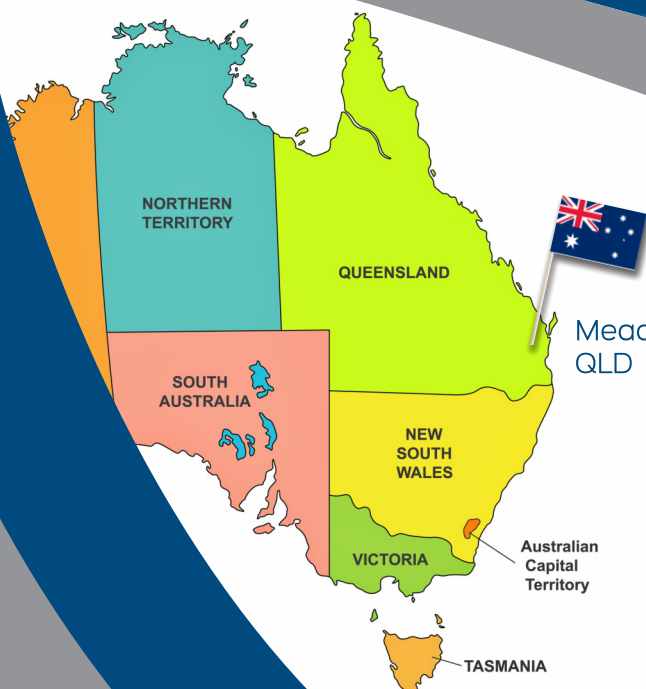 NORTHERN
TERRITORY
QUEENSLAND
QLD
SOUTH
AUSTRALIA
NEW
SOUTH
WALES
Australian
Capital
Territory
VICTORIA
TASMANIA